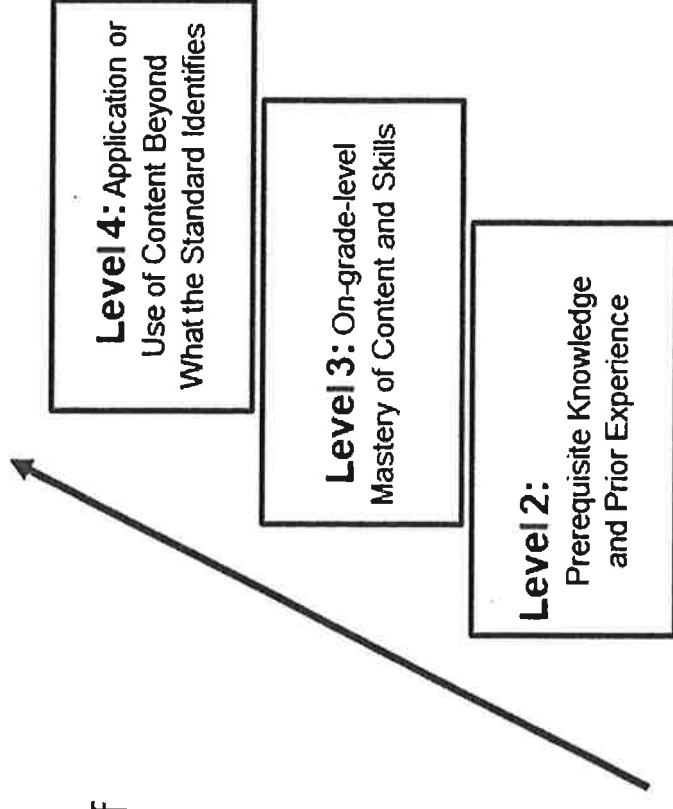 Level 4: Application or
Use of Content Beyond
What the Standard Identifies
Level 3: On-grade-level
Mastery of Content and Skills
Level 2:
Prerequisite Knowledge
and Prior Experience